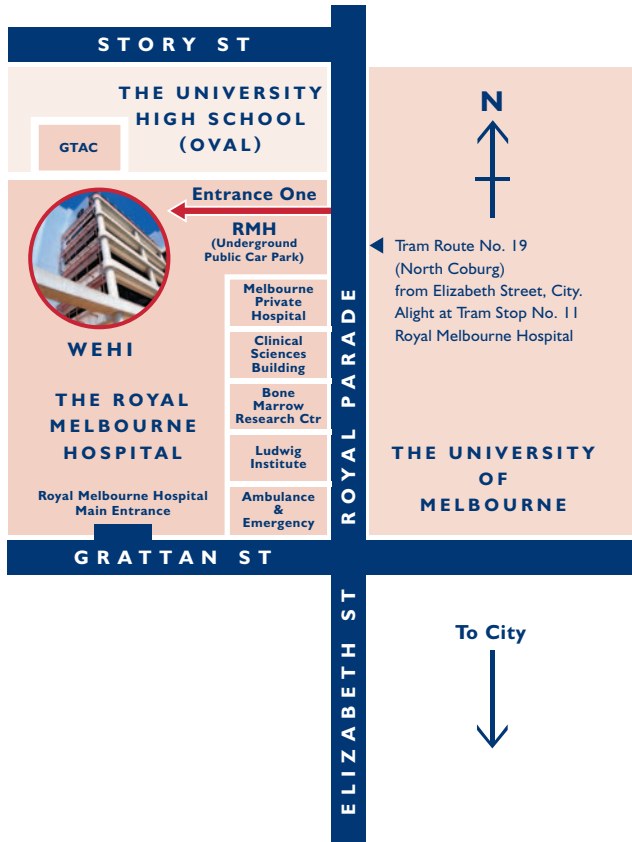 STORY ST
THE UNIVERSITY
HIGH SCHOOL
(OVAL)
GTAC
N
Entrance One
RMH
(Underground
Public Car Park)
Tram Route No. 19
(North Coburg)
from Elizabeth Street, City.
Alight at Tram Stop No. 11
Royal Melbourne Hospital
Melbourne
Private
Hospital
WEHI
Clinical
Sciences
Building
ROYAL PARADE
THE ROYAL
MELBOURNE
HOSPITAL
Bone
Marrow
Research Ctr
Ludwig
Institute
THE UNIVERSITY
OF
MELBOURNE
Royal Melbourne Hospital
Main Entrance
Ambulance
&
Emergency
GRATTAN ST
ELIZABETH ST
To City